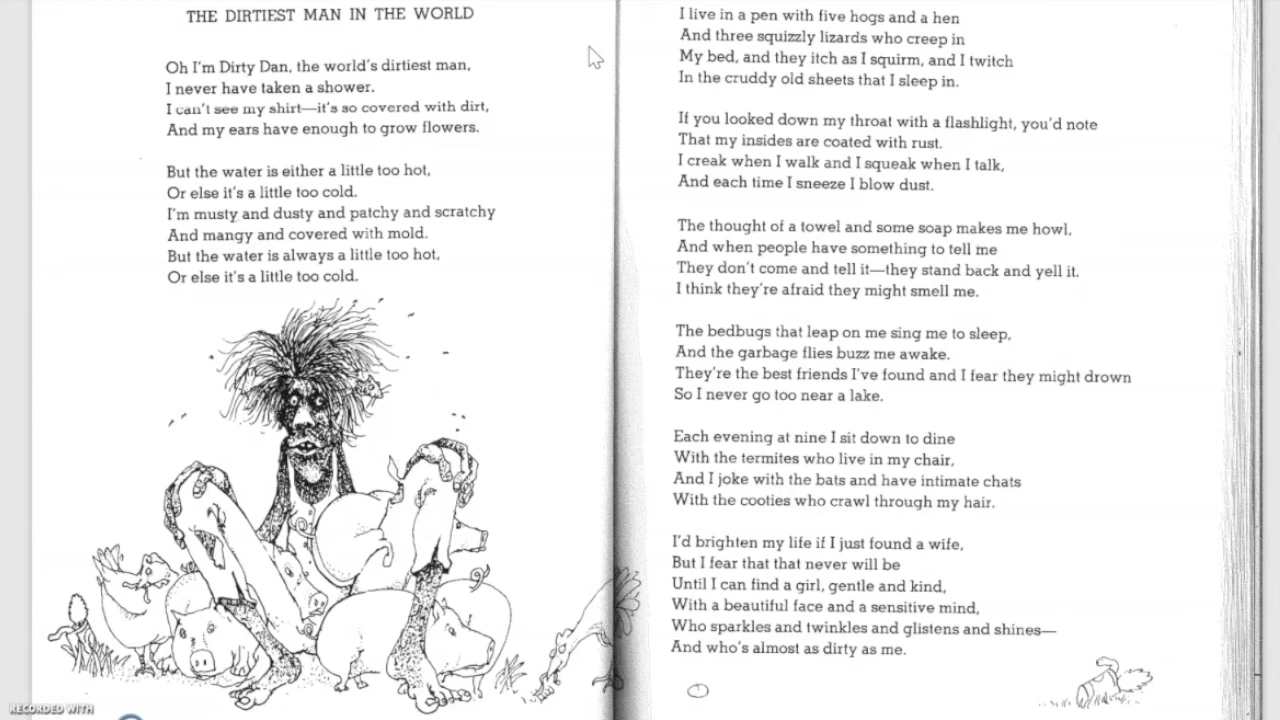 THE DIRTIEST MAN IN THE WORLD
Oh I'm Dirty Dan, the world's dirtiest man,
I never have taken a shower.
I can't see my shirt—it's so covered with dirt,
And my ears have enough to grow flowers.
But the water is either a little too hot,
Or else it's a little too cold.
I'm musty and dusty and patchy and scratchy
And mangy and covered with mold.
But the water is always a little too hot,
Or else it's a little too cold.
I live in a pen with five hogs and a hen
And three squizzly lizards who creep in
My bed, and they itch as I squirm, and I twitch
In the cruddy old sheets that I sleep in.
If you looked down my throat with a flashlight, you'd note
That my insides are coated with rust.
I creak when I walk and I squeak when I talk,
And each time I sneeze I blow dust.
The thought of a towel and some soap makes me howl,
And when people have something to tell me
They don't come and tell it—they stand back and yell it.
I think they're afraid they might smell me.
The bedbugs that leap on me sing me to sleep,
And the garbage flies buzz me awake.
They're the best friends I've found and I fear they might drown
So I never go too near a lake.
Each evening at nine I sit down to dine
With the termites who live in my chair,
And I joke with the bats and have intimate chats
With the cooties who crawl through my hair.
I'd brighten my life if I just found a wife,
But I fear that that never will be
Until I can find a girl, gentle and kind,
With a beautiful face and a sensitive mind,
Who sparkles and twinkles and glistens and shines—
And who's almost as dirty as me.
RECORDED WITH